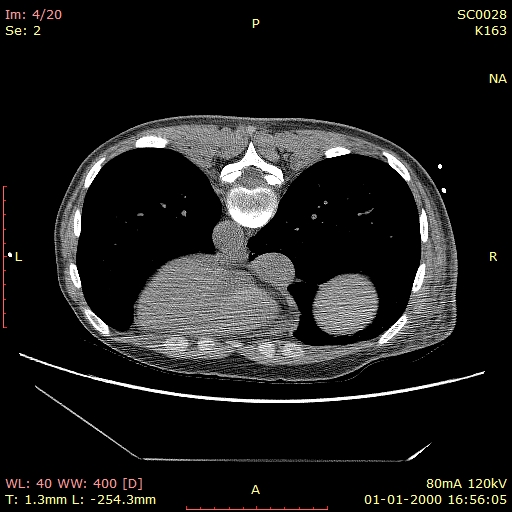 Im: 4/20
Se: 2
P
SC0028
K163
NA
L
R
WL: 40 WW: 400 [D]
T: 1.3mm L: -254.3mm
A
80mA 120kV
01-01-2000 16:56:05